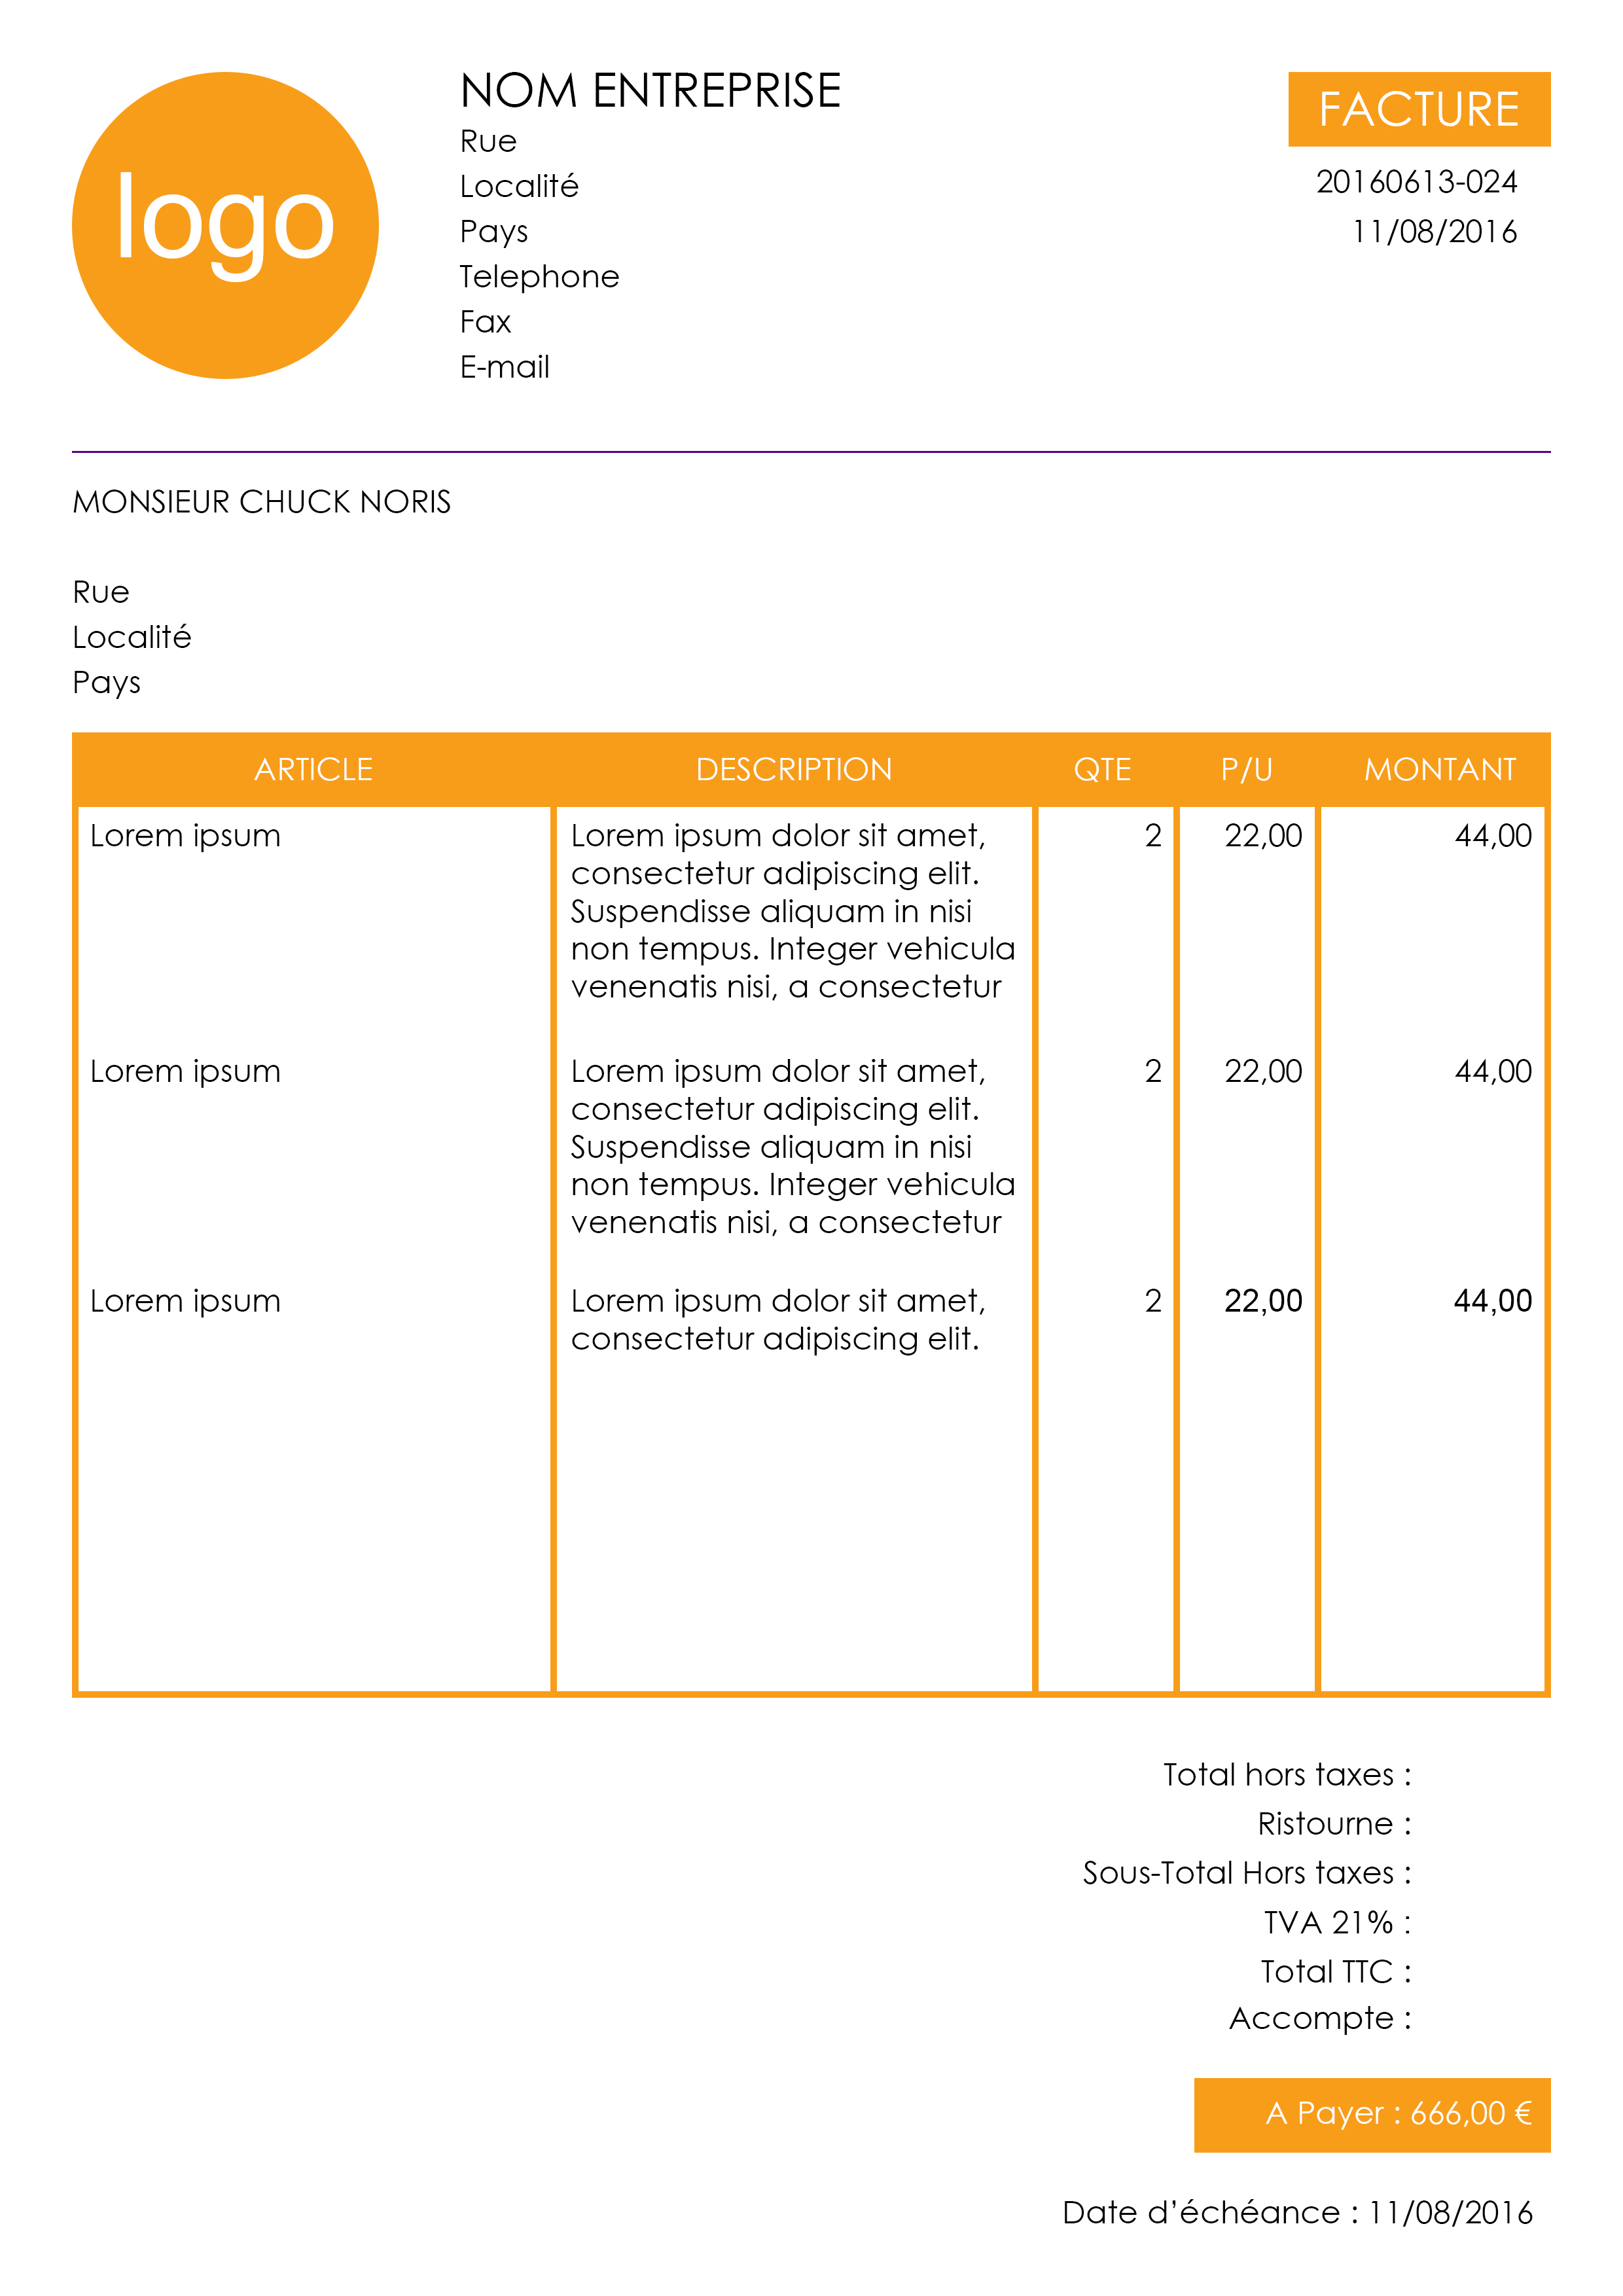 logo
NOM ENTREPRISE
Rue
Localité
Pays
Telephone
Fax
E-mail
FACTURE
20160613-024
11/08/2016
MONSIEUR CHUCK NORIS
Rue
Localité
Pays
ARTICLE DESCRIPTION QTE P/U MONTANT
Lorem ipsum Lorem ipsum dolor sit amet, 2 22,00 44,00
consectetur adipiscing elit.
Suspendisse aliquam in nisi
non tempus. Integer vehicula
venenatis nisi, a consectetur
Lorem ipsum Lorem ipsum dolor sit amet, 2 22,00 44,00
consectetur adipiscing elit.
Suspendisse aliquam in nisi
non tempus. Integer vehicula
venenatis nisi, a consectetur
Lorem ipsum Lorem ipsum dolor sit amet, 2 22,00 44,00
consectetur adipiscing elit.
Total hors taxes :
Ristourne :
Sous-Total Hors taxes :
TVA 21% :
Total TTC :
Accompte :
A Payer : 666,00 €
Date d’échéance : 11/08/2016